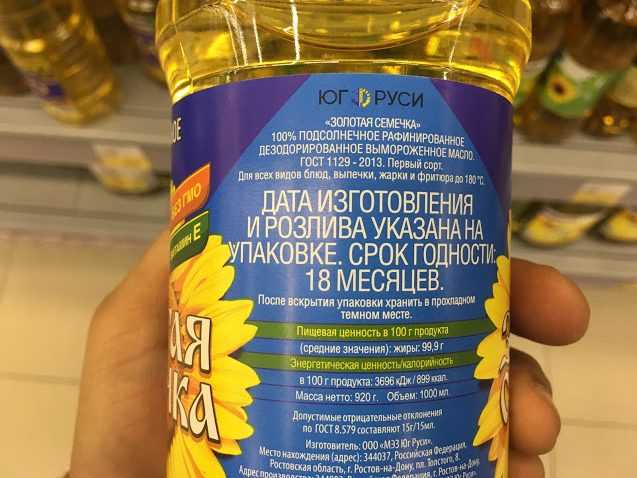 ЮГ РУСИ
«ЗОЛОТАЯ СЕМЕЧКА»
100% ПОДСОЛНЕЧНОЕ РАФИНИРОВАННОЕ
ДЕЗОДОРИРОВАННОЕ ВЫМОРОЖЕННОЕ МАСЛО.
ГОСТ 1129 - 2013. Первый сорт.
Для всех видов блюд, выпечки, жарки и фритюра до 180 °С.
ДАТА ИЗГОТОВЛЕНИЯ
И РОЗЛИВА УКАЗАНА НА
УПАКОВКЕ. СРОК ГОДНОСТИ:
18 МЕСЯЦЕВ.
После вскрытия упаковки хранить в прохладном
темном месте.
Пищевая ценность в 100 г продукта
(средние значения): жиры: 99,9 г
Энергетическая ценность/калорийность
в 100 г продукта: 3696 кДж / 899 ккал.
Масса нетто: 920 г. Объем: 1000 мл.
Допустимые отрицательные отклонения
по ГОСТ 8.579 составляют 15г/15мл.
Изготовитель: ООО «МЭЗ Юг Руси».
Место нахождения (адрес): 344037, Российская Федерация,
Ростовская область, г. Ростов-на-Дону, пл. Толстого, 8.
БЕЗ ГМО
витамин Е